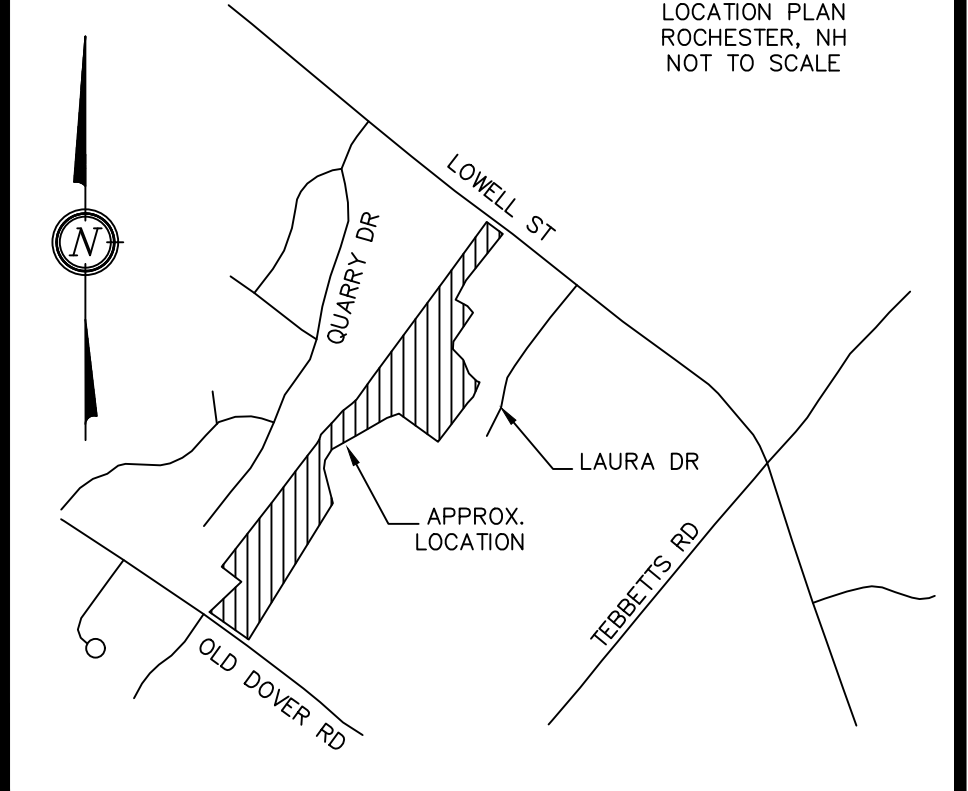 LOCATION PLAN
ROCHESTER, NH
NOT TO SCALE
LOWELL ST
N
QUARRY DR
LAURA DR
APPROX.
LOCATION
TEBBETTS RD
OLD DOVER RD